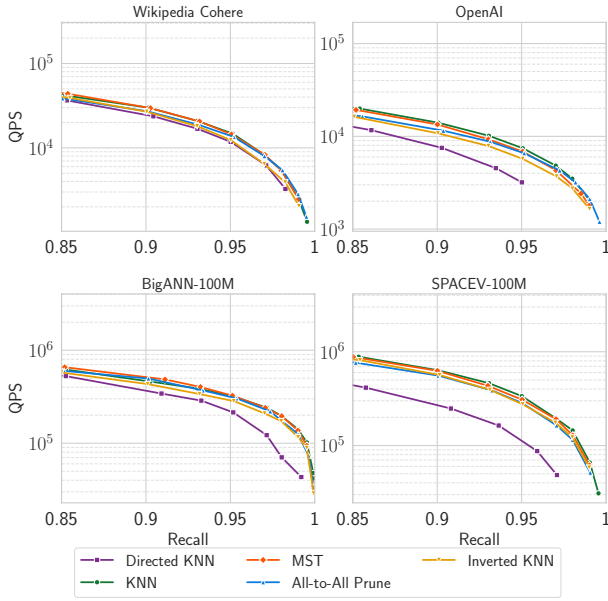 Wikipedia Cohere
OpenAI
QPS
10^5
10^4
0.85 0.9 0.95 1
10^5
10^4
10^3
0.85 0.9 0.95 1
BigANN-100M
SPACEV-100M
QPS
10^6
10^5
0.85 0.9 0.95 1
Recall
10^6
10^5
0.85 0.9 0.95 1
Recall
Directed KNN MST Inverted KNN
KNN All-to-All Prune